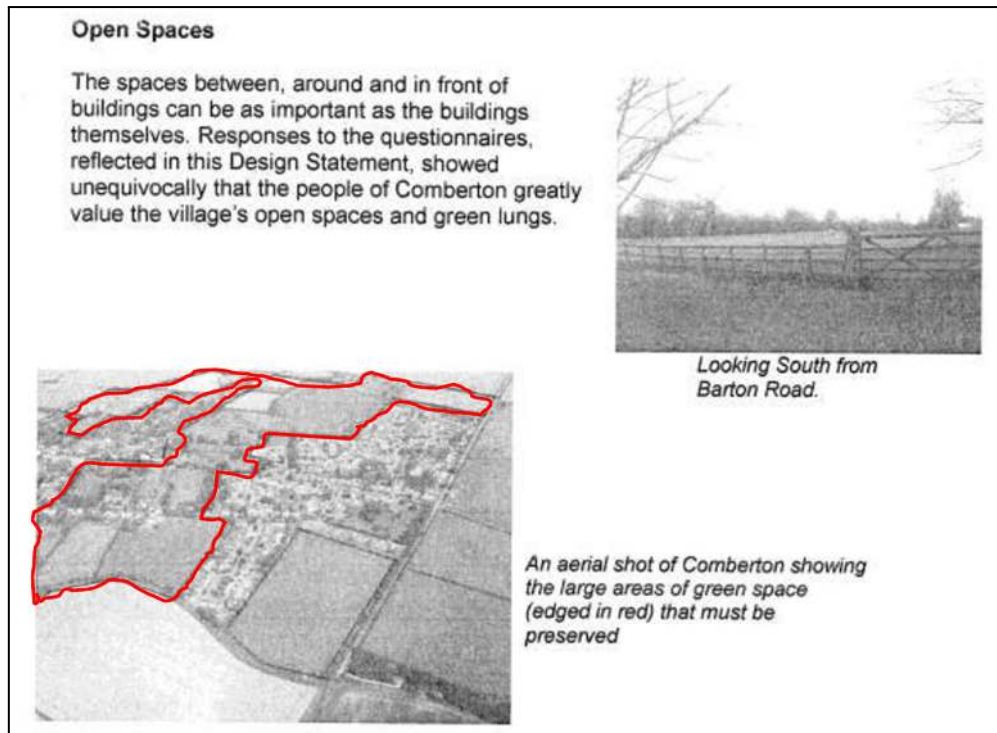 Open Spaces
The spaces between, around and in front of
buildings can be as important as the buildings
themselves. Responses to the questionnaires,
reflected in this Design Statement, showed
unequivocally that the people of Comberton greatly
value the village's open spaces and green lungs.
Looking South from
Barton Road.
An aerial shot of Comberton showing
the large areas of green space
(edged in red) that must be
preserved